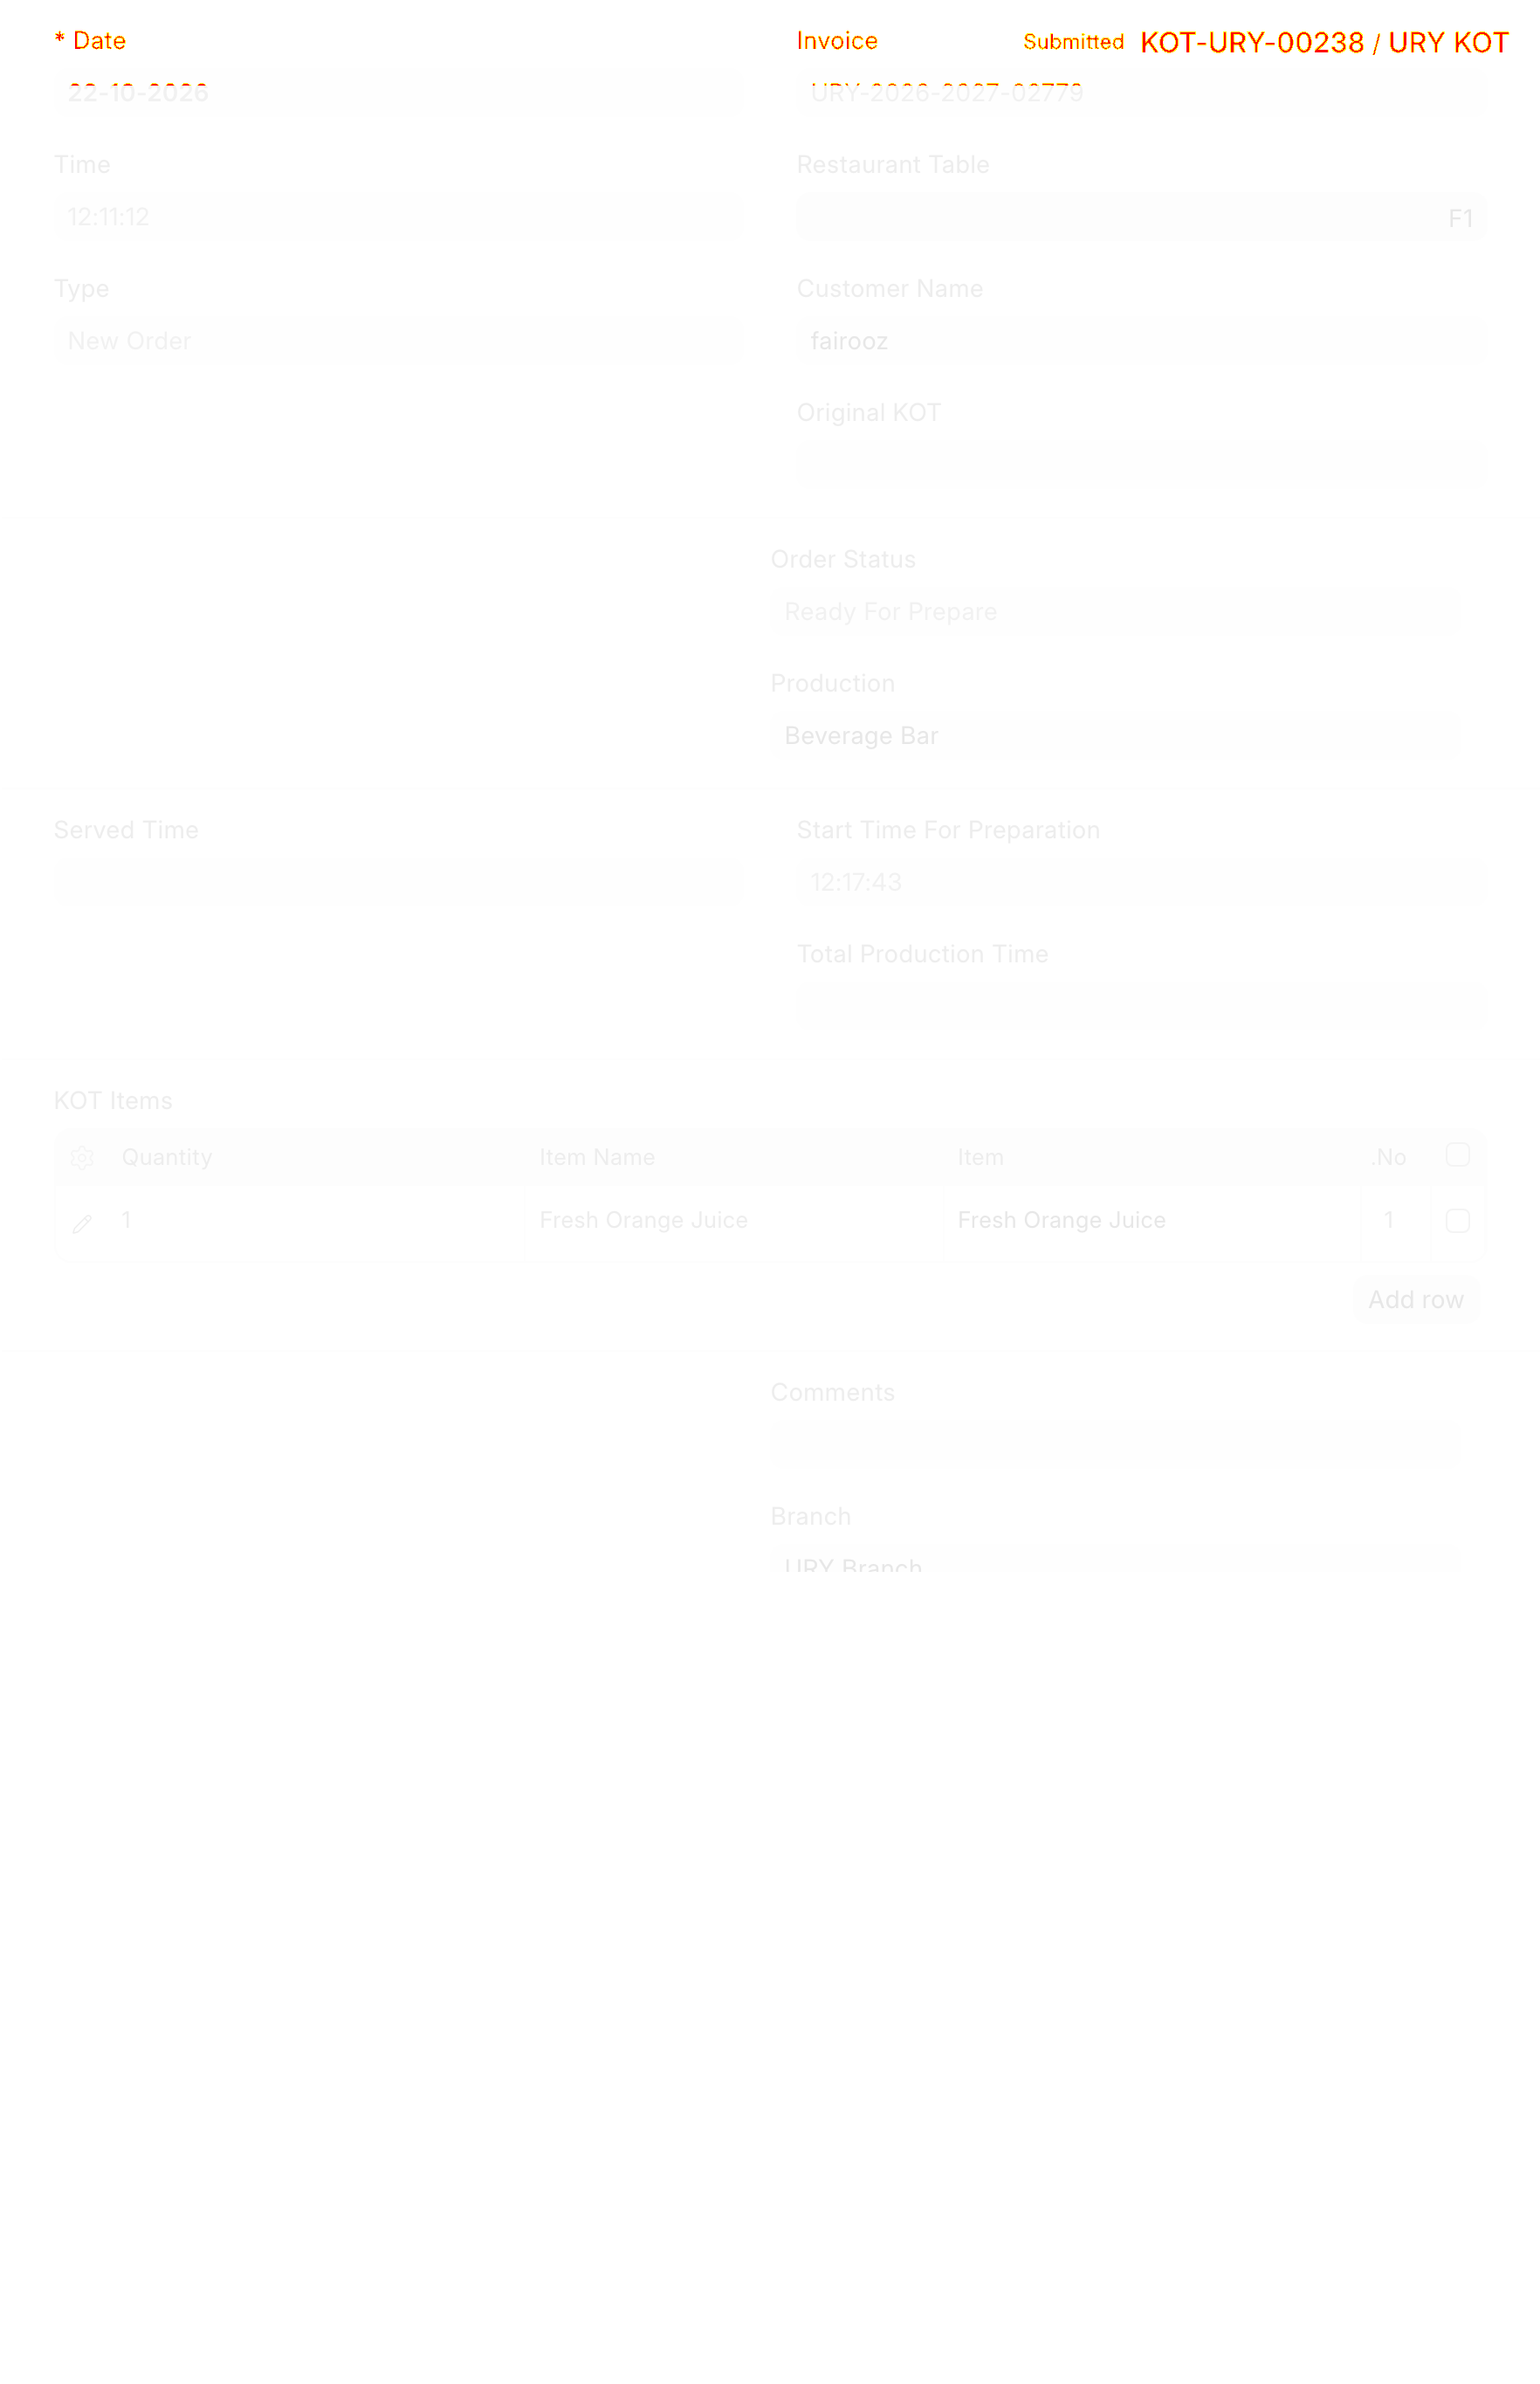 * Date
Invoice
Submitted KOT-URY-00238 / URY KOT
22-10-2026
URY-2026-2027-02779
Time
Restaurant Table
12:11:12
F1
Type
Customer Name
New Order
fairooz
Original KOT
Order Status
Ready For Prepare
Production
Beverage Bar
Served Time
Start Time For Preparation
12:17:43
Total Production Time
KOT Items
Quantity Item Name Item .No
1 Fresh Orange Juice Fresh Orange Juice 1
Add row
Comments
Branch
URY Branch